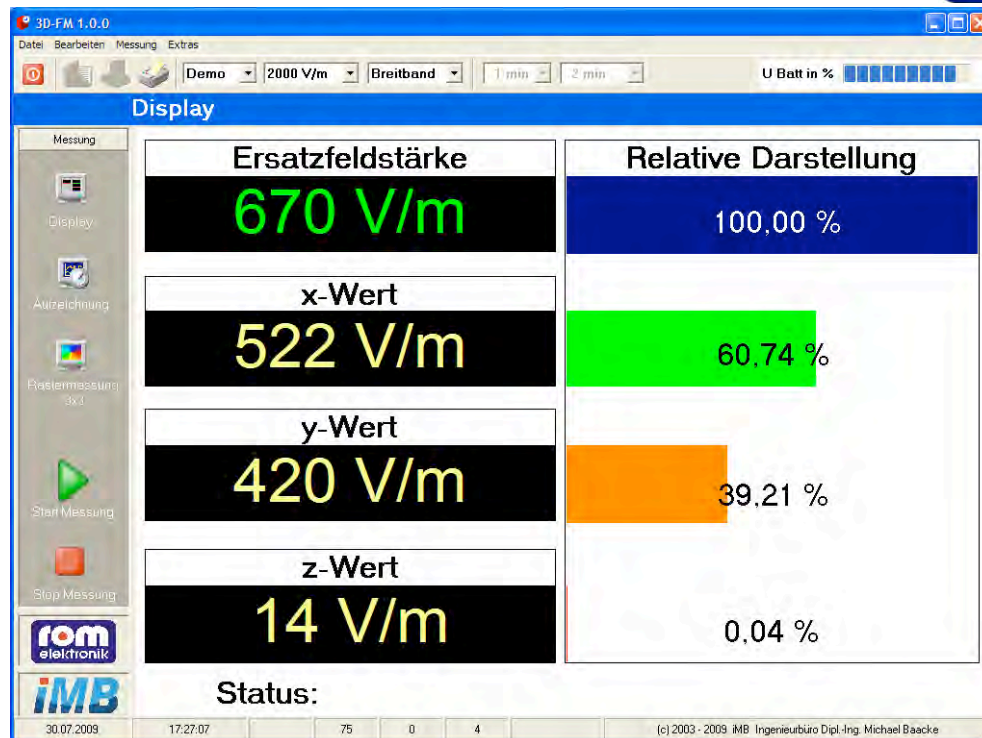 3D-FM 1.0.0
Datei Bearbeiten Messung Extras
Demo 2000 V/m Breitband 1 min 2 min U Batt in %
Display
Messung
Display
Aufzeichnung
Rastermessung
3x3
Start Messung
Stop Messung
rom
elektronik
iMB
Ersatzfeldstärke
670 V/m
x-Wert
522 V/m
y-Wert
420 V/m
z-Wert
14 V/m
Relative Darstellung
100,00 %
60,74 %
39,21 %
0,04 %
Status:
30.07.2009 17:27:07 75 0 4 (c) 2003 - 2009 iMB Ingenieurbüro Dipl.-Ing. Michael Baacke